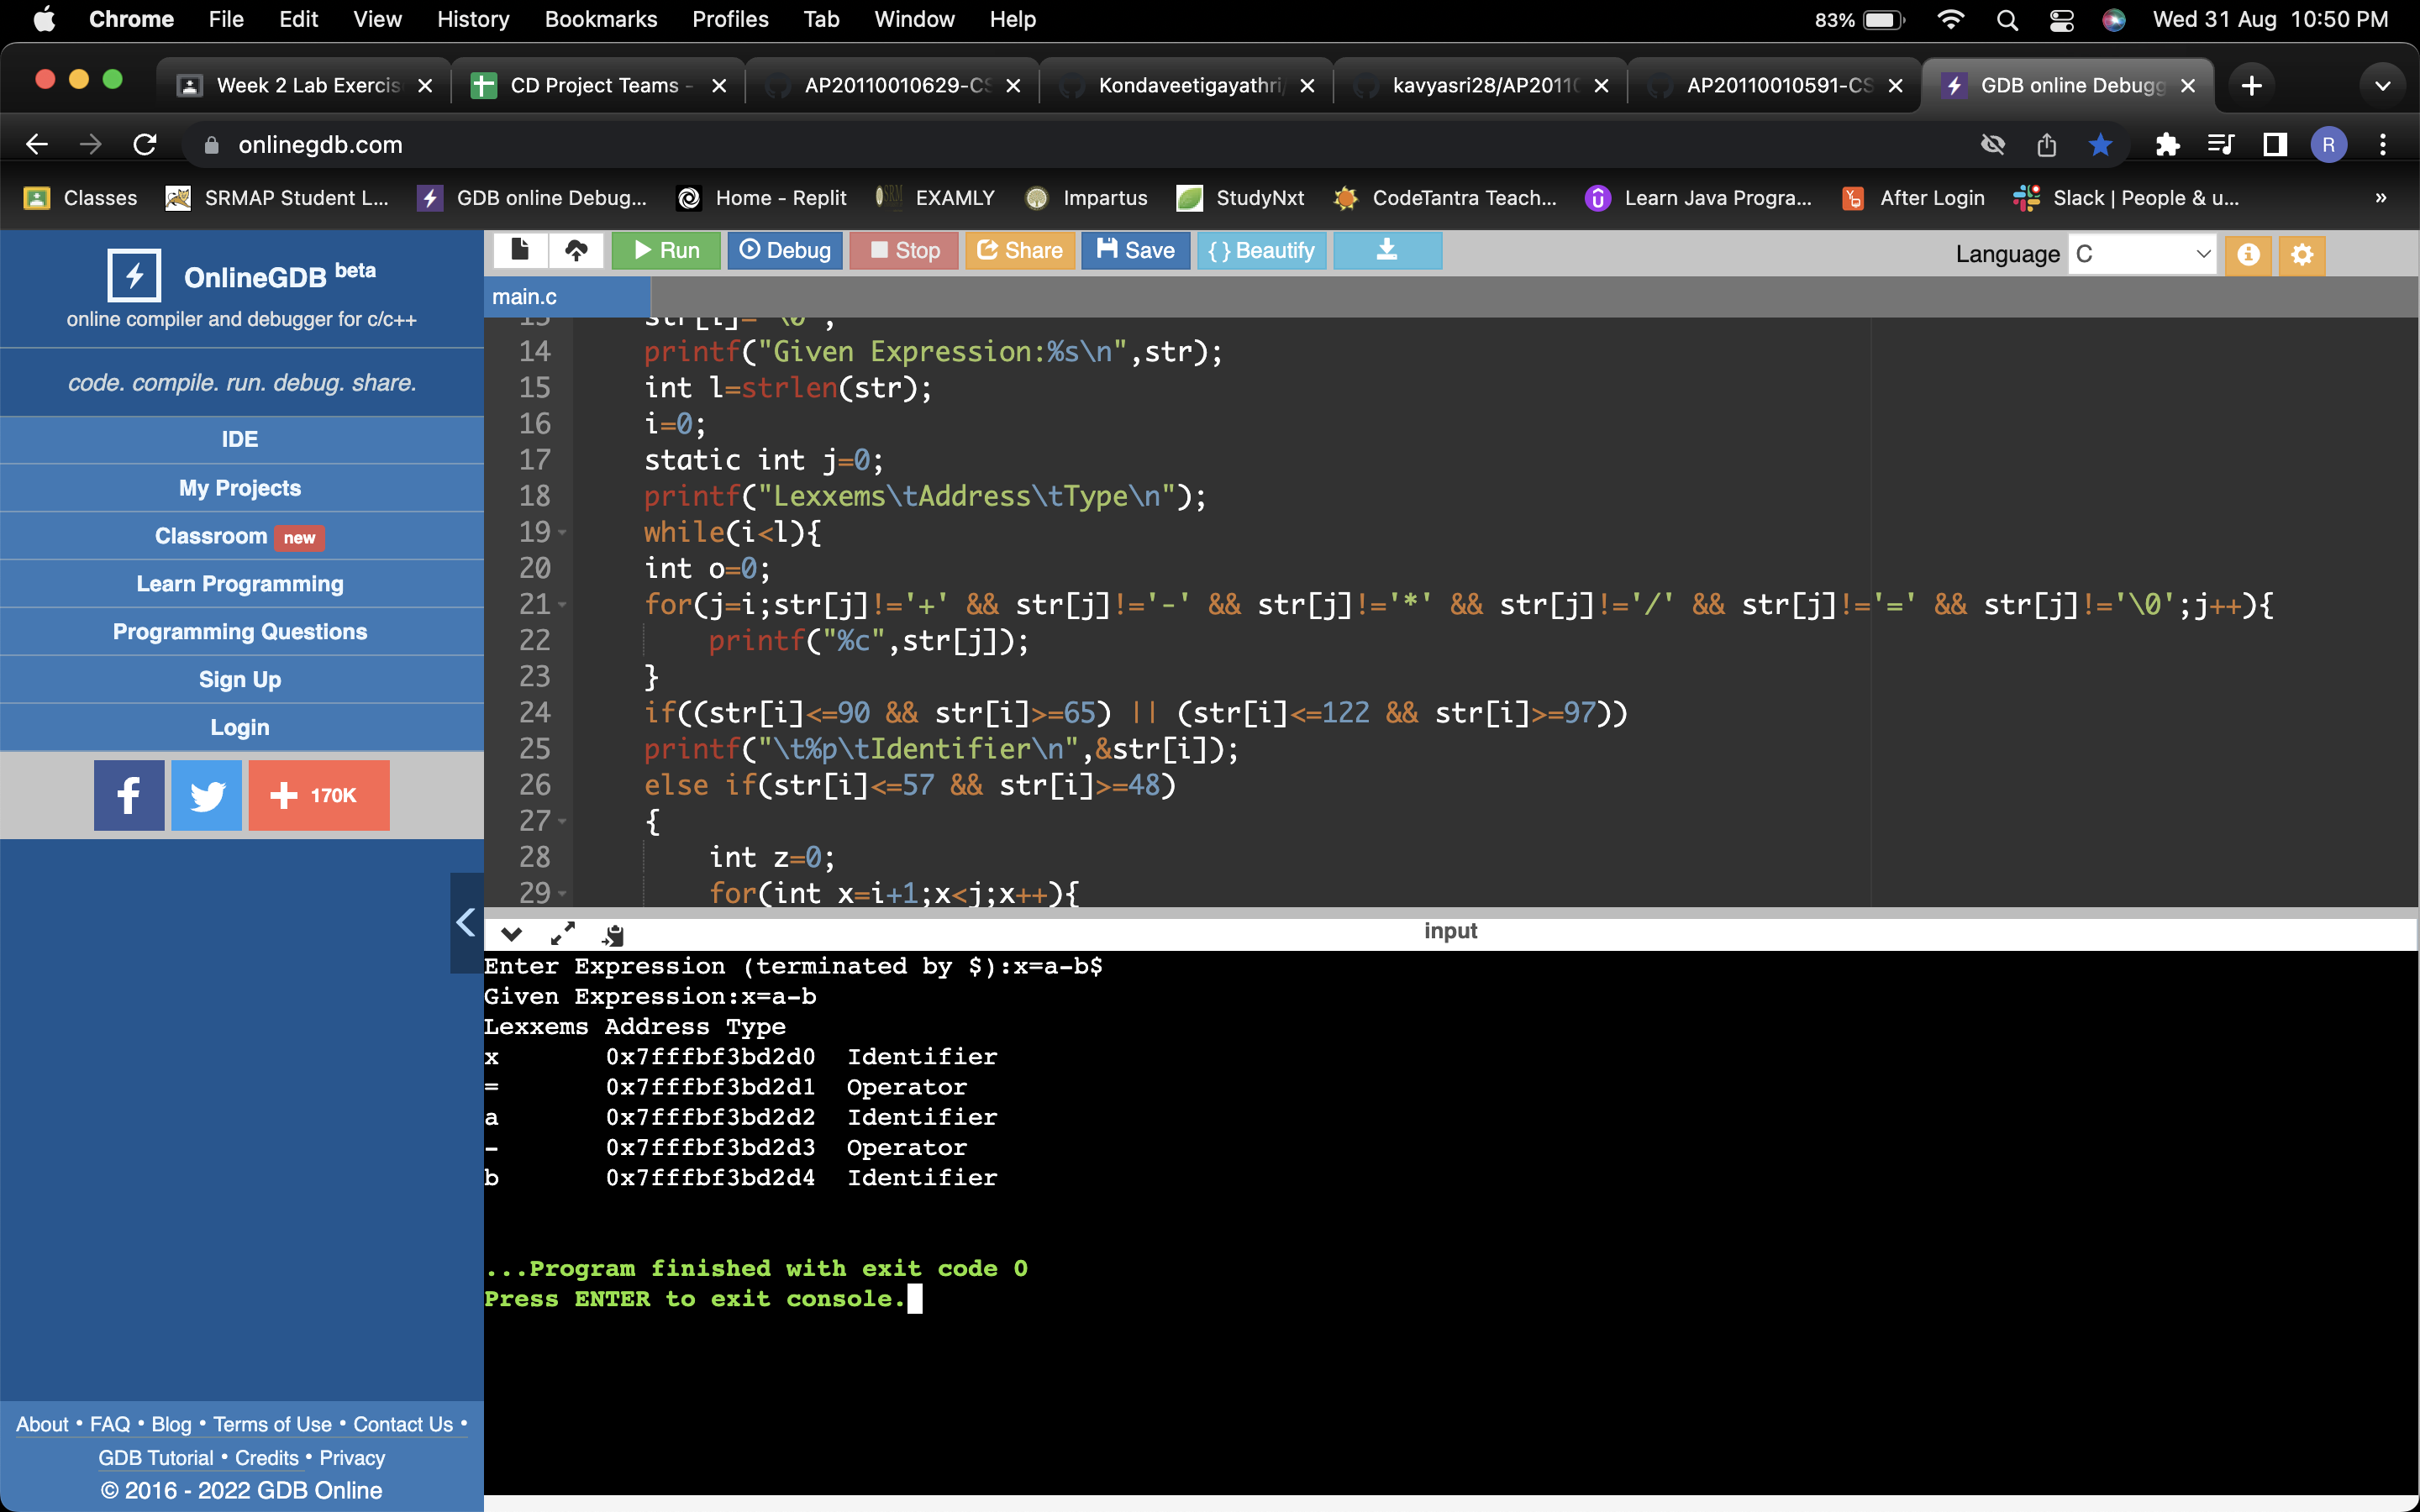 Chrome File Edit View History Bookmarks Profiles Tab Window Help 83% Wed 31 Aug 10:50 PM
Week 2 Lab Exercis CD Project Teams - AP20110010629-CS Kondaveetigayathri/ kavyasri28/AP2011 AP20110010591-CS GDB online Debugg
onlinegdb.com R
Classes SRMAP Student L... GDB online Debug... Home - Replit EXAMLY Impartus StudyNxt CodeTantra Teach... Learn Java Progra... After Login Slack | People & u... »
OnlineGDB beta
online compiler and debugger for c/c++
code. compile. run. debug. share.
IDE
My Projects
Classroom new
Learn Programming
Programming Questions
Sign Up
Login
f + 170K
About • FAQ • Blog • Terms of Use • Contact Us •
GDB Tutorial • Credits • Privacy
© 2016 - 2022 GDB Online
Run Debug Stop Share Save { } Beautify Language C
main.c
13 str[i]='\0';
14 printf("Given Expression:%s\n",str);
15 int l=strlen(str);
16 i=0;
17 static int j=0;
18 printf("Lexxems\tAddress\tType\n");
19 while(i<l){
20 int o=0;
21 for(j=i;str[j]!='+' && str[j]!='-' && str[j]!='*' && str[j]!='/' && str[j]!='=' && str[j]!='\0';j++){
22 printf("%c",str[j]);
23 }
24 if((str[i]<=90 && str[i]>=65) || (str[i]<=122 && str[i]>=97))
25 printf("\t%p\tIdentifier\n",&str[i]);
26 else if(str[i]<=57 && str[i]>=48)
27 {
28 int z=0;
29 for(int x=i+1;x<j;x++){
input
Enter Expression (terminated by $):x=a-b$
Given Expression:x=a-b
Lexxems Address Type
x 0x7fffbf3bd2d0 Identifier
= 0x7fffbf3bd2d1 Operator
a 0x7fffbf3bd2d2 Identifier
- 0x7fffbf3bd2d3 Operator
b 0x7fffbf3bd2d4 Identifier
...Program finished with exit code 0
Press ENTER to exit console.